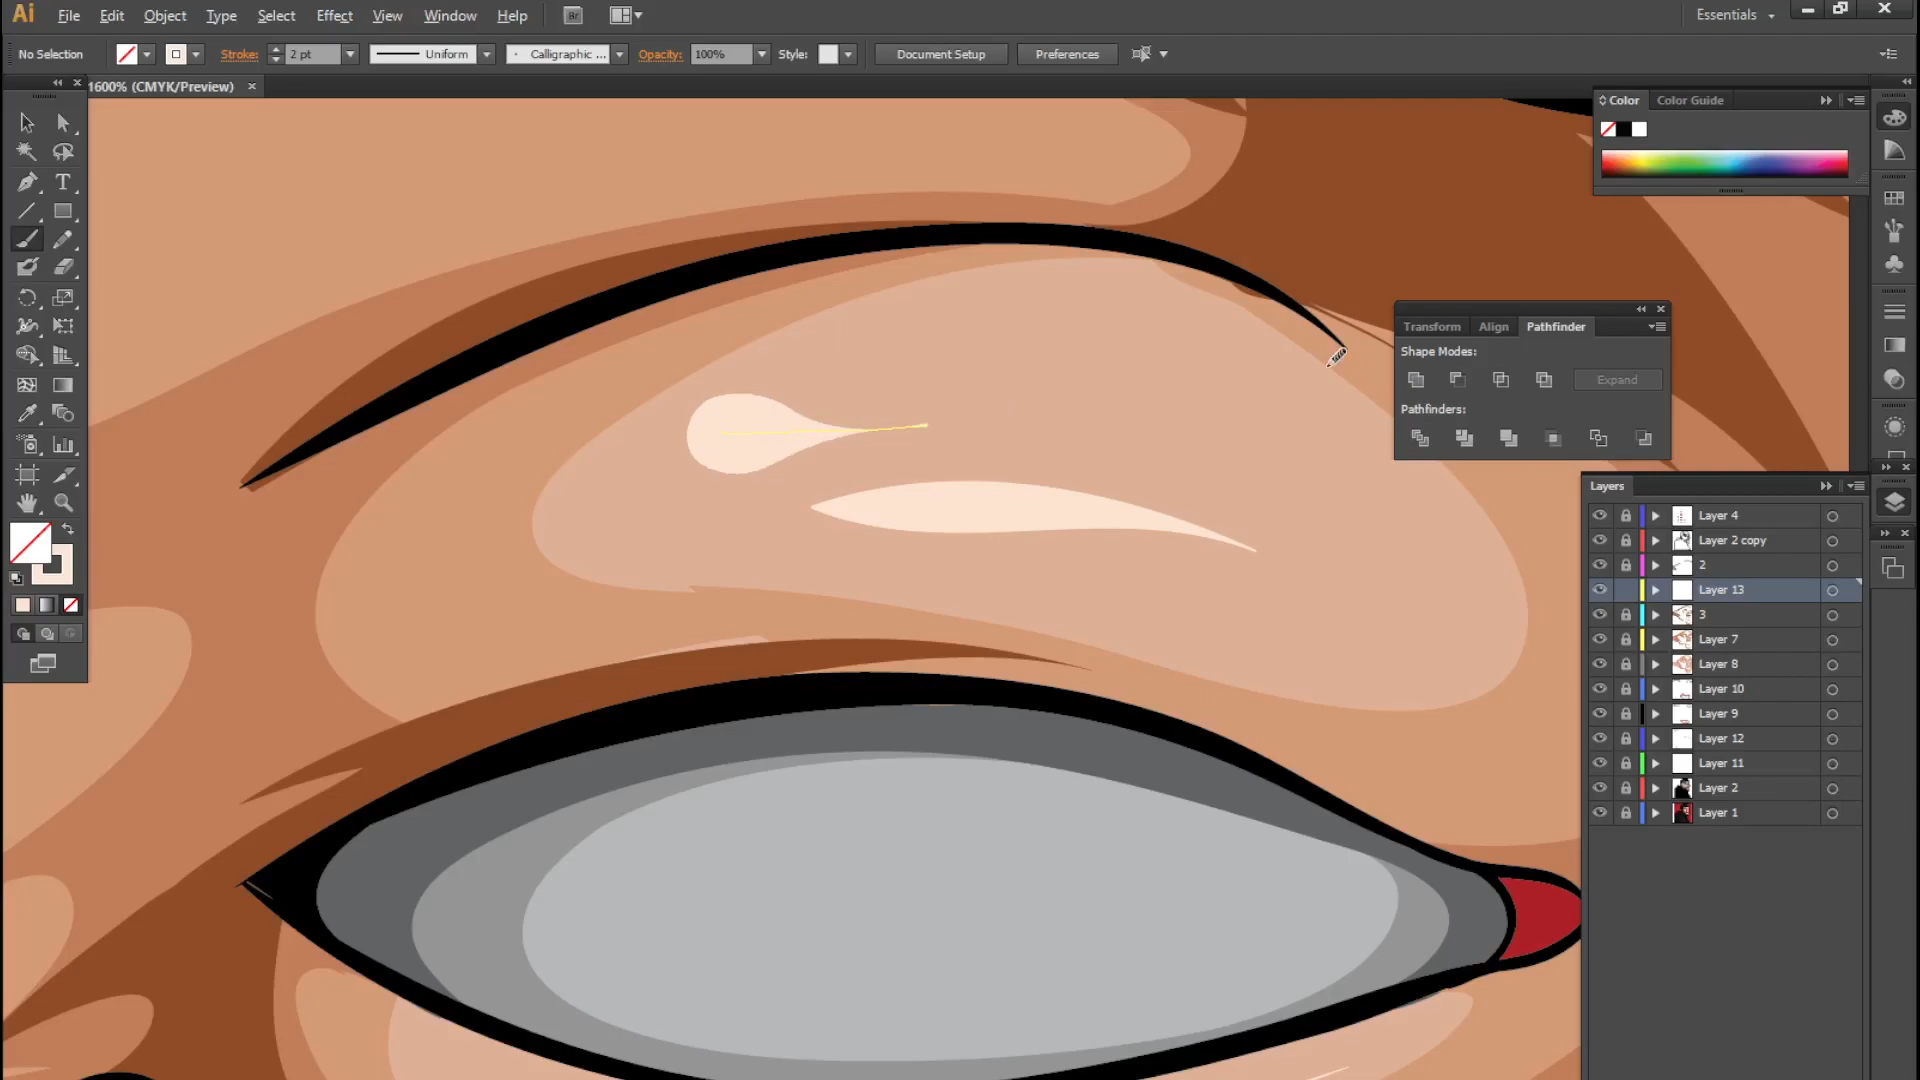 Ai File Edit Object Type Select Effect View Window Help Br Essentials
No Selection Stroke: 2 pt Uniform Calligraphic ... Opacity: 100% Style: Document Setup Preferences
1600% (CMYK/Preview)
Color Color Guide
Transform Align Pathfinder
Shape Modes:
Expand
Pathfinders:
Layers
Layer 4
Layer 2 copy
2
Layer 13
3
Layer 7
Layer 8
Layer 10
Layer 9
Layer 12
Layer 11
Layer 2
Layer 1